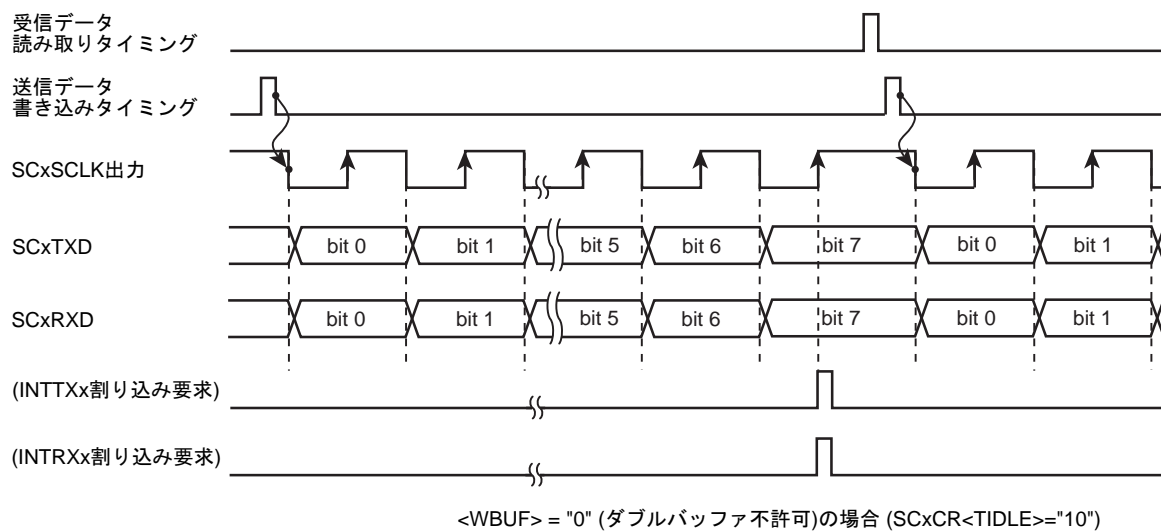 受信データ
読み取りタイミング
送信データ
書き込みタイミング
SCxSCLK出力
SCxTXD
bit 0
bit 1
bit 5
bit 6
bit 7
bit 0
bit 1
SCxRXD
bit 0
bit 1
bit 5
bit 6
bit 7
bit 0
bit 1
(INTTXx割り込み要求)
(INTRXx割り込み要求)
<WBUF> = "0" (ダブルバッファ不許可)の場合 (SCxCR<TIDLE>="10")